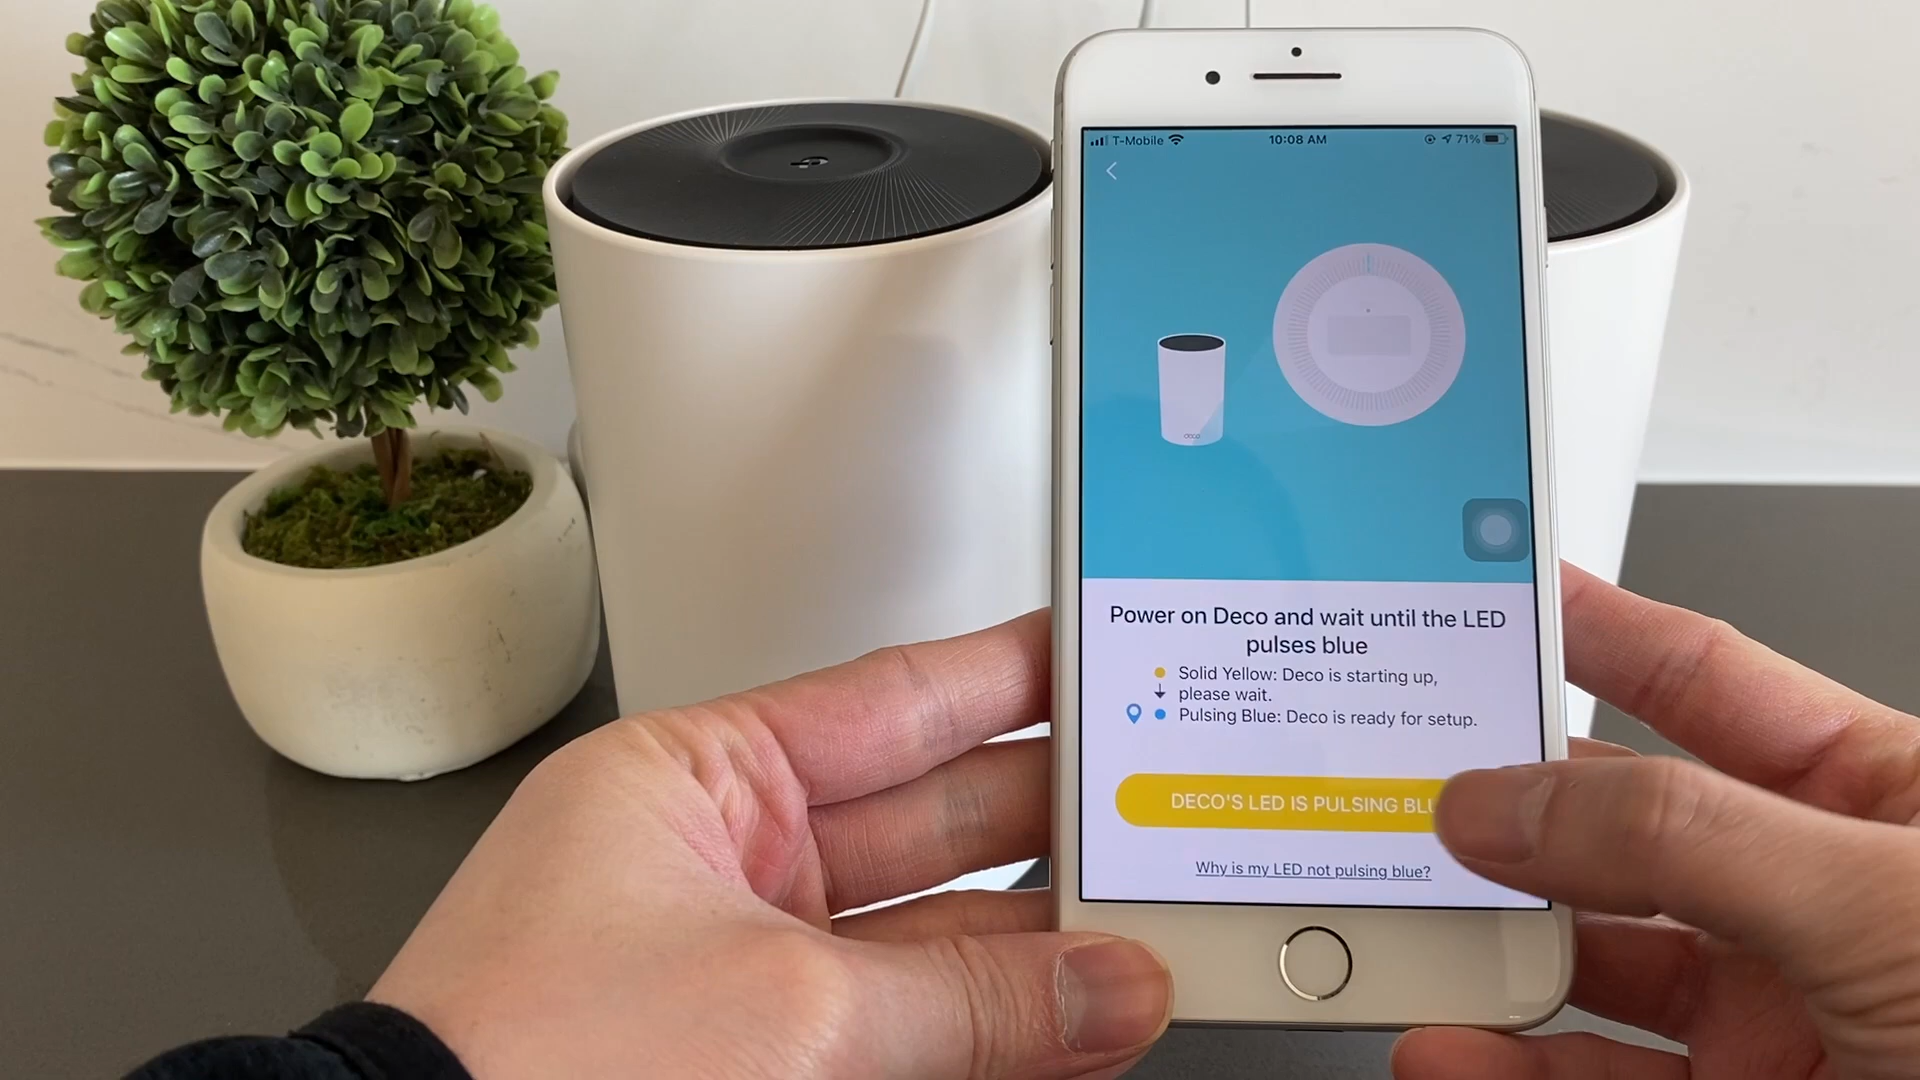 T-Mobile 10:08 AM 71%
deco
Power on Deco and wait until the LED
pulses blue
Solid Yellow: Deco is starting up,
please wait.
Pulsing Blue: Deco is ready for setup.
DECO'S LED IS PULSING BLU
Why is my LED not pulsing blue?